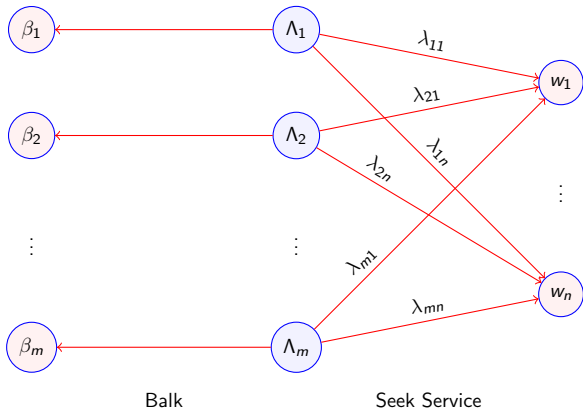 β₁ Λ₁ λ₁₁
w₁
λ₂₁
β₂ Λ₂ λ₁ₙ
λ₂ₙ
⋮ ⋮ ⋮
λₘ₁
wₙ
λₘₙ
βₘ Λₘ
Balk Seek Service